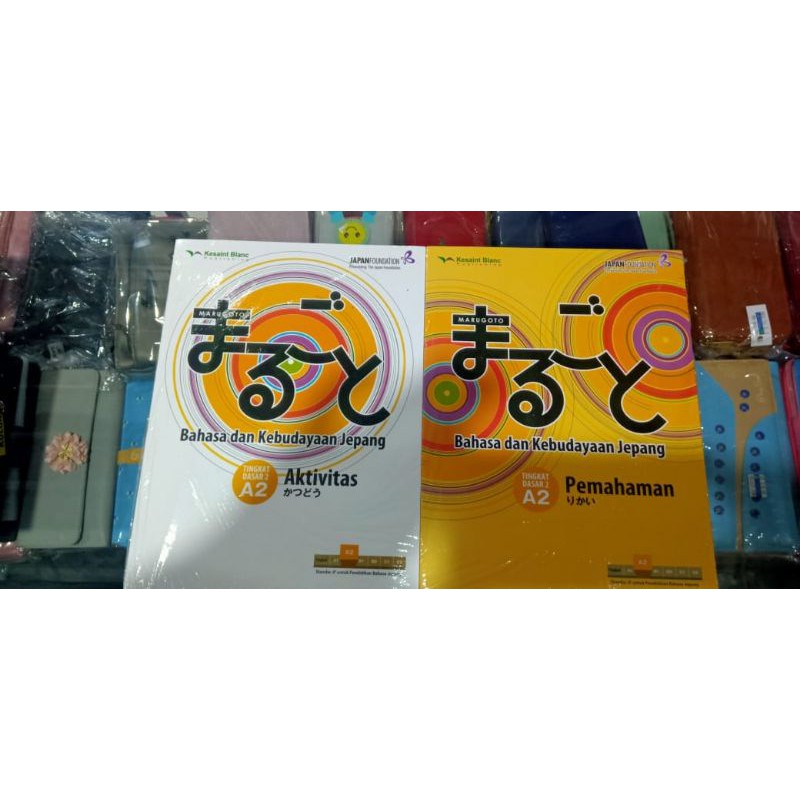 Kesaint Blanc
JAPANFOUNDATION
MARUGOTO
まるごと
Bahasa dan Kebudayaan Jepang
TINGKAT
DASAR 2
A2
Aktivitas
かつどう
A2
Kesaint Blanc
JAPANFOUNDATION
MARUGOTO
まるごと
Bahasa dan Kebudayaan Jepang
TINGKAT
DASAR 2
A2
Pemahaman
りかい
A2